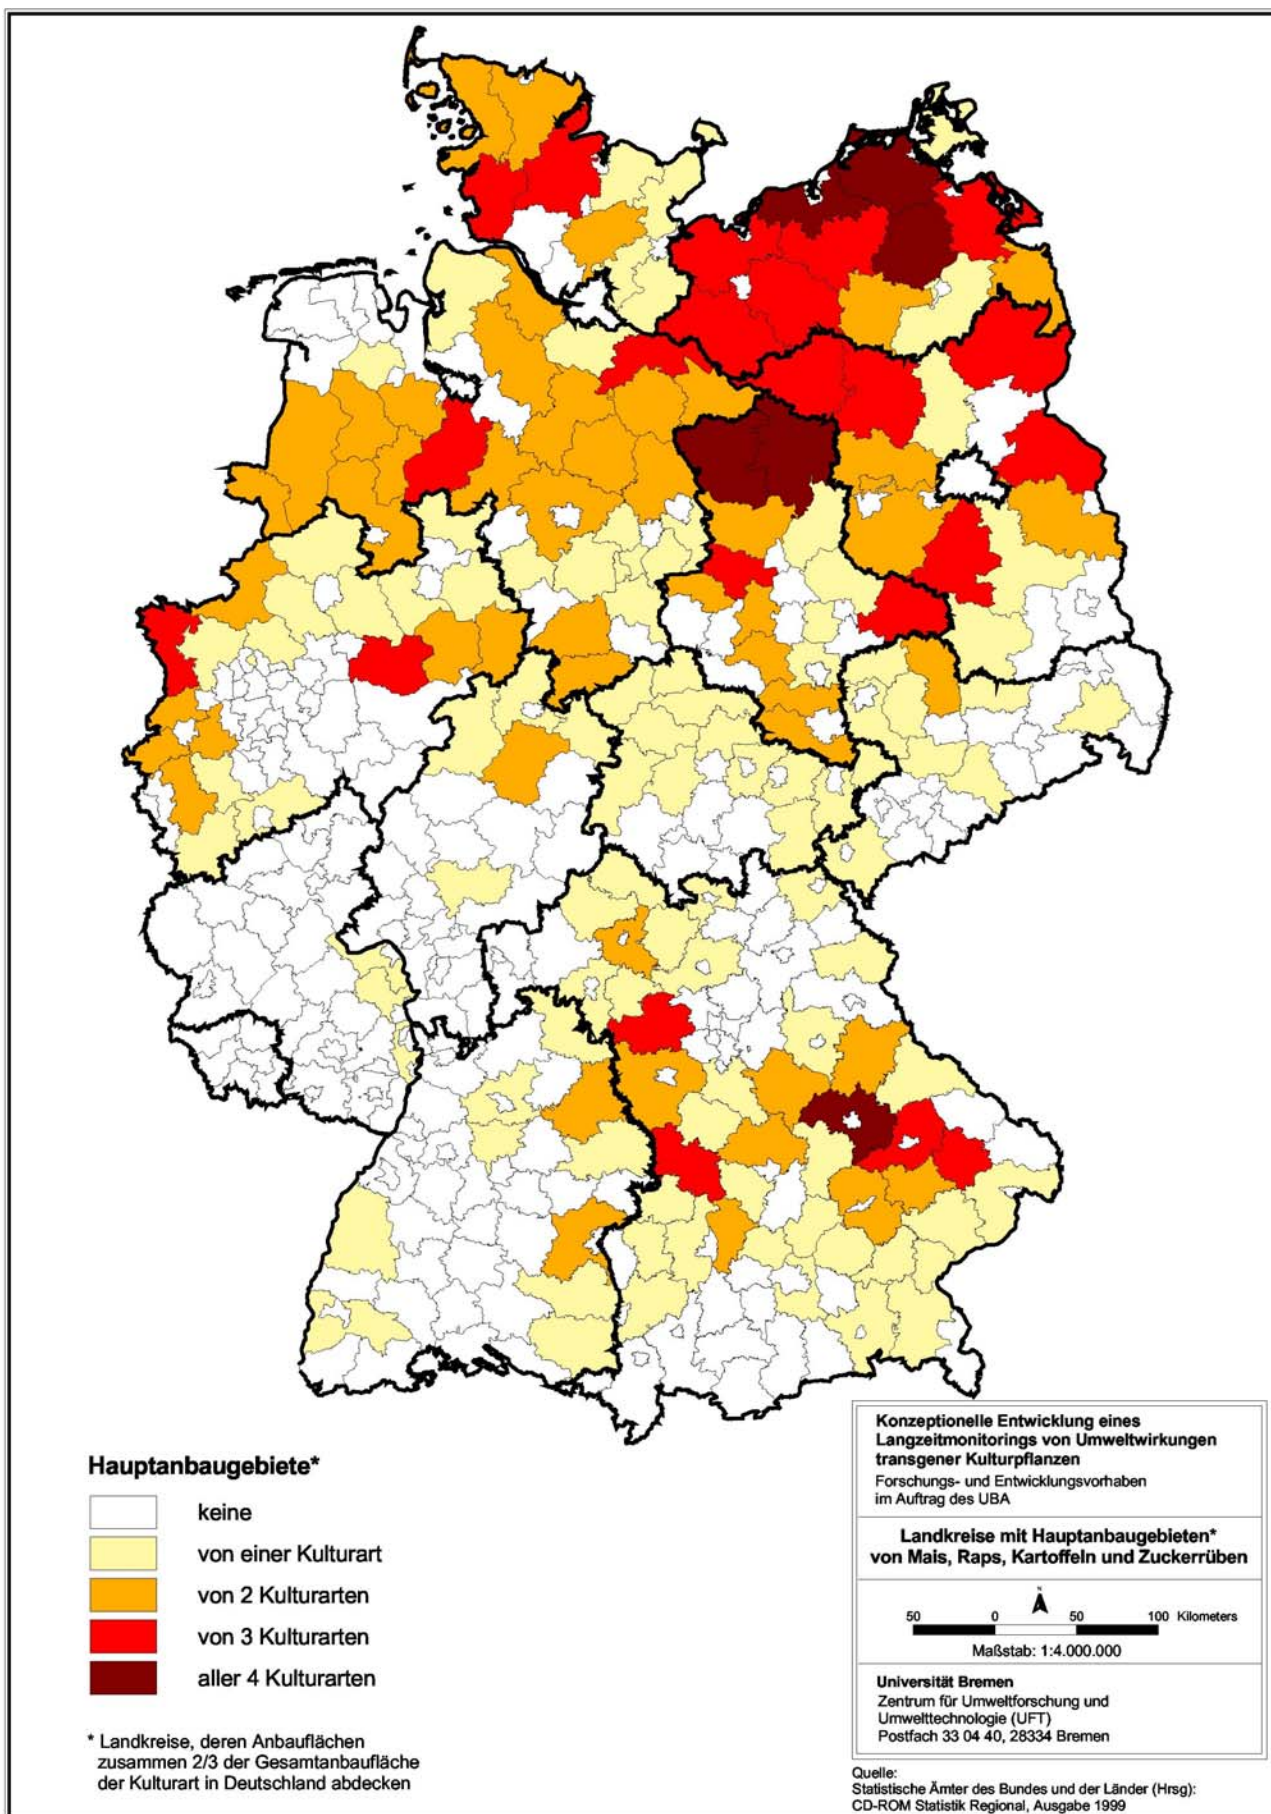 Hauptanbaugebiete*
keine
von einer Kulturart
von 2 Kulturarten
von 3 Kulturarten
aller 4 Kulturarten
* Landkreise, deren Anbauflächen
zusammen 2/3 der Gesamtanbaufläche
der Kulturart in Deutschland abdecken
Konzeptionelle Entwicklung eines
Langzeitmonitorings von Umweltwirkungen
transgener Kulturpflanzen
Forschungs- und Entwicklungsvorhaben
im Auftrag des UBA
Landkreise mit Hauptanbaugebieten*
von Mais, Raps, Kartoffeln und Zuckerrüben
N
50 0 50 100 Kilometers
Maßstab: 1:4.000.000
Universität Bremen
Zentrum für Umweltforschung und
Umwelttechnologie (UFT)
Postfach 33 04 40, 28334 Bremen
Quelle:
Statistische Ämter des Bundes und der Länder (Hrsg):
CD-ROM Statistik Regional, Ausgabe 1999